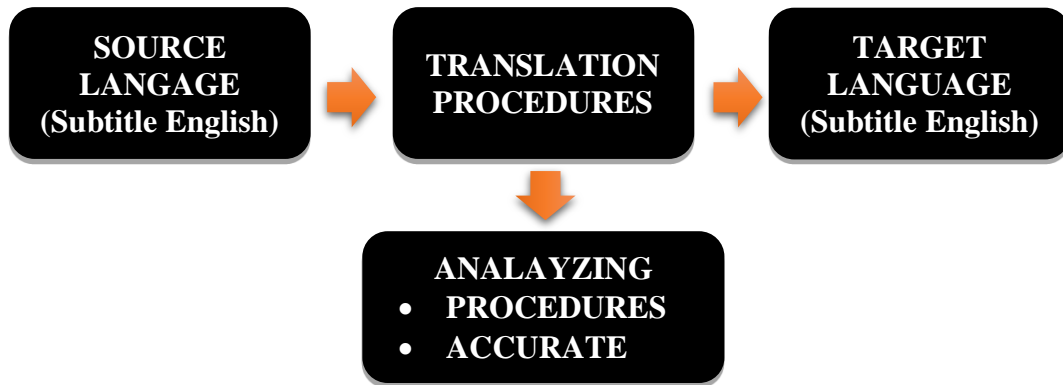 SOURCE
LANGAGE
(Subtitle English)
TRANSLATION
PROCEDURES
TARGET
LANGUAGE
(Subtitle English)
ANALAYZING
• PROCEDURES
• ACCURATE